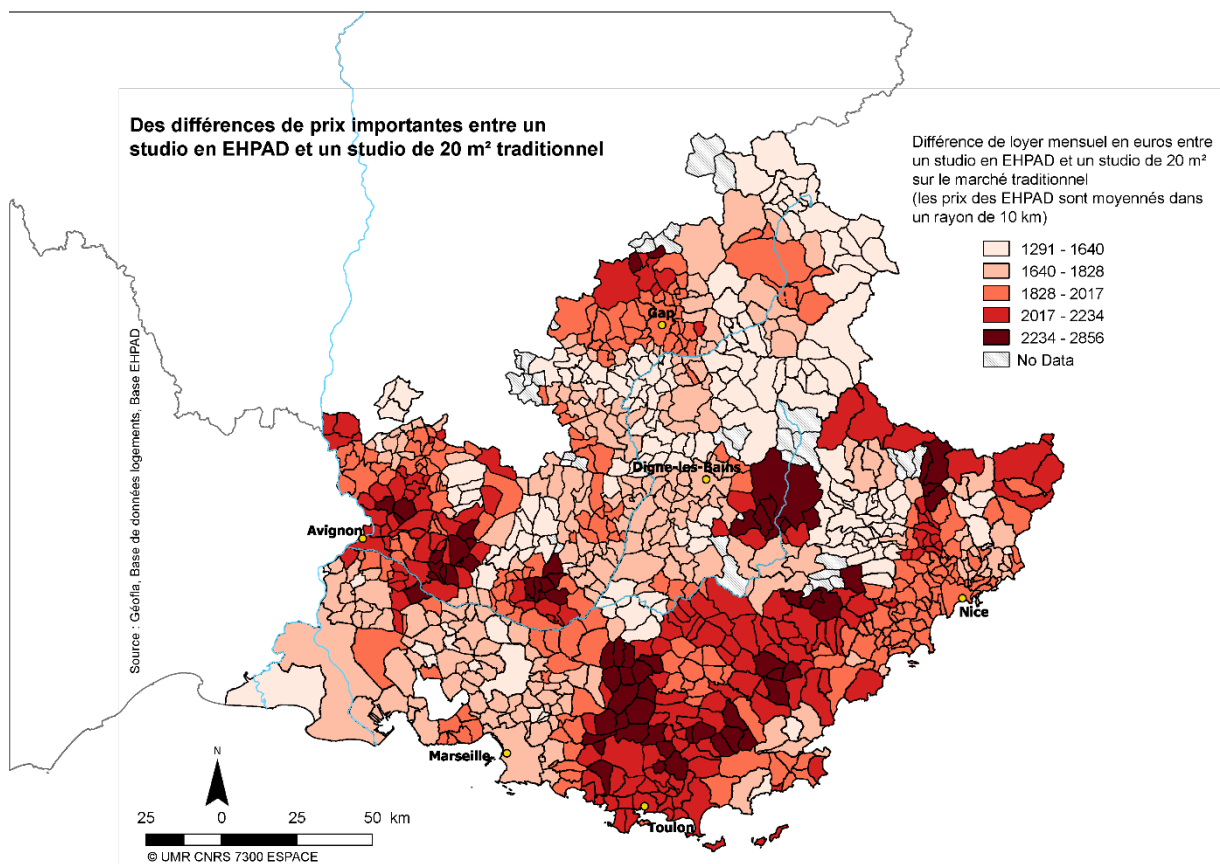 Des différences de prix importantes entre un
studio en EHPAD et un studio de 20 m² traditionnel
Différence de loyer mensuel en euros entre
un studio en EHPAD et un studio de 20 m²
sur le marché traditionnel
(les prix des EHPAD sont moyennés dans
un rayon de 10 km)
1291 - 1640
1640 - 1828
1828 - 2017
2017 - 2234
2234 - 2856
No Data
Gap
Digne-les-Bains
Avignon
Nice
Marseille
Toulon
Source : Géofla, Base de données logements, Base EHPAD
N
25 0 25 50 km
© UMR CNRS 7300 ESPACE